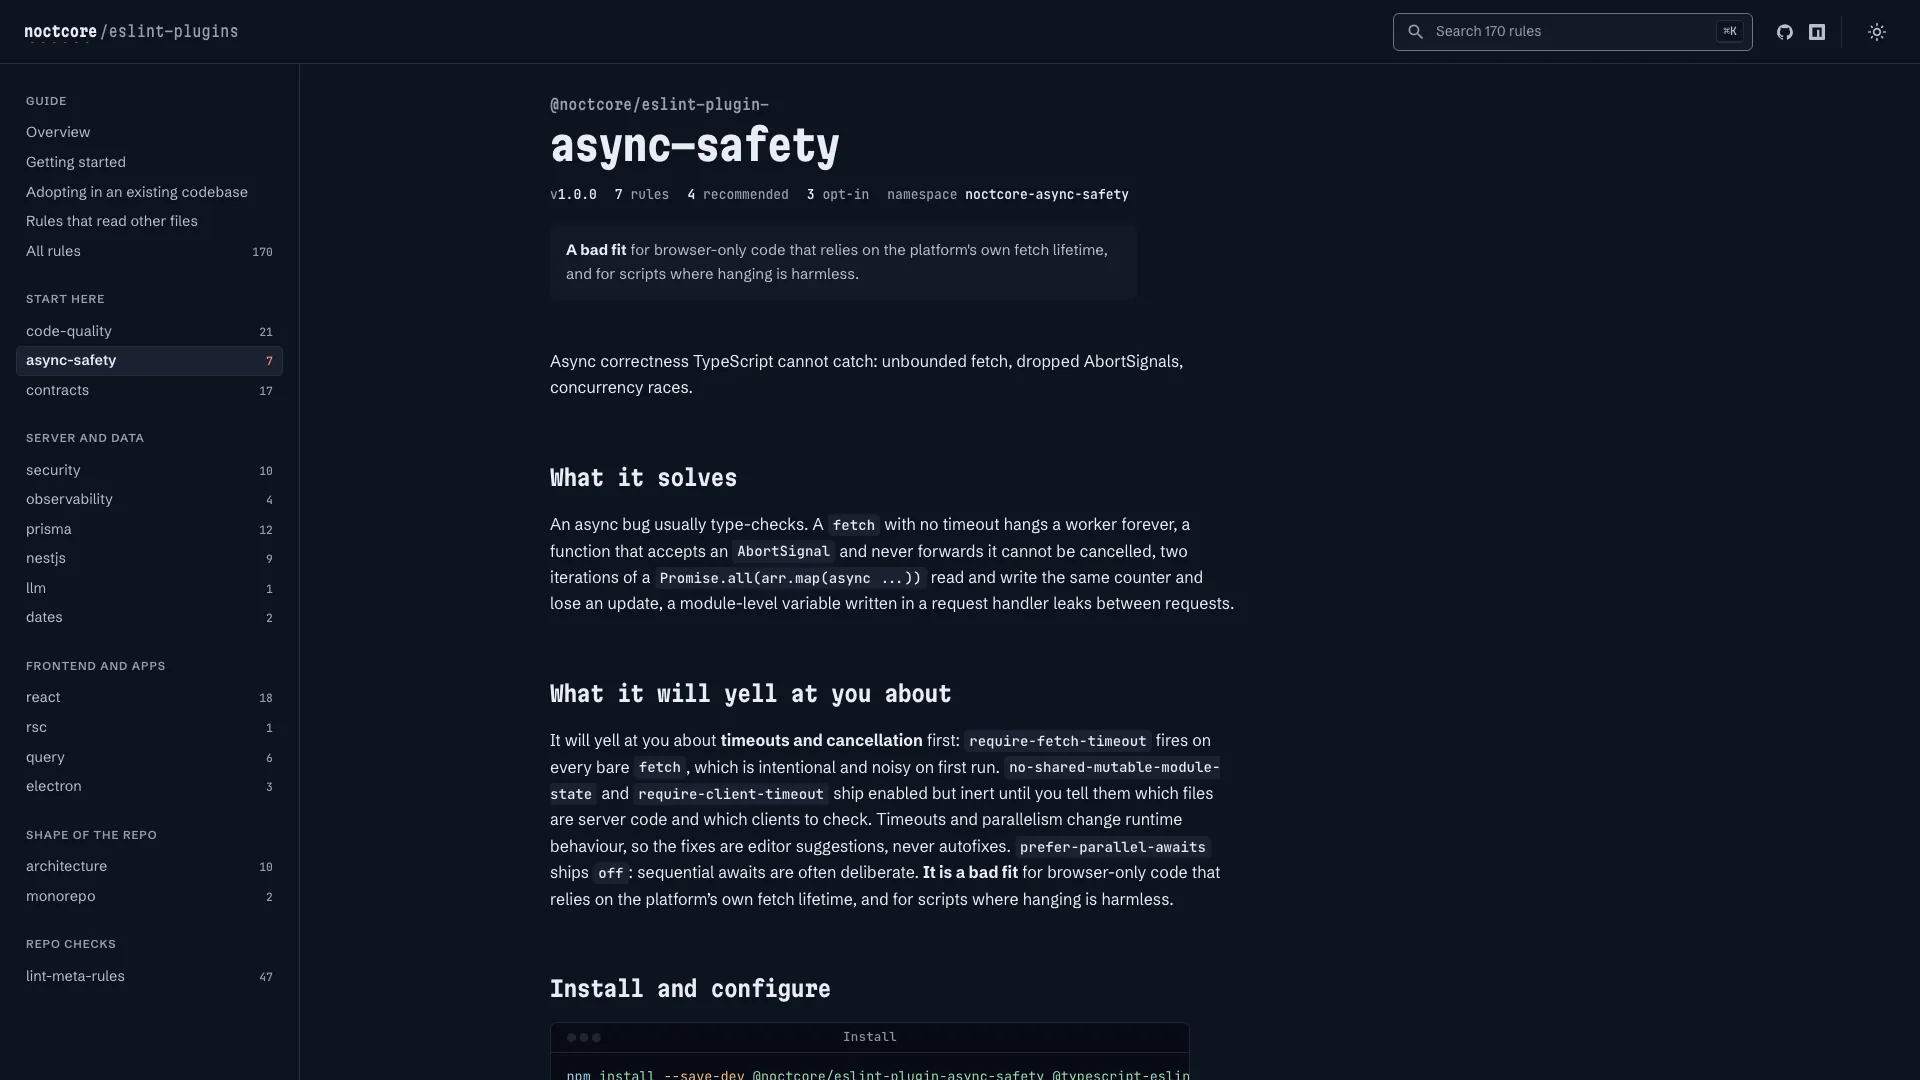 noctcore/eslint-plugins
Search 170 rules
⌘K
GUIDE
Overview
Getting started
Adopting in an existing codebase
Rules that read other files
All rules 170
START HERE
code-quality 21
async-safety 7
contracts 17
SERVER AND DATA
security 10
observability 4
prisma 12
nestjs 9
llm 1
dates 2
FRONTEND AND APPS
react 18
rsc 1
query 6
electron 3
SHAPE OF THE REPO
architecture 10
monorepo 2
REPO CHECKS
lint-meta-rules 47
@noctcore/eslint-plugin-
async-safety
v1.0.0 7 rules 4 recommended 3 opt-in namespace noctcore-async-safety
A bad fit for browser-only code that relies on the platform's own fetch lifetime,
and for scripts where hanging is harmless.
Async correctness TypeScript cannot catch: unbounded fetch, dropped AbortSignals,
concurrency races.
What it solves
An async bug usually type-checks. A fetch with no timeout hangs a worker forever, a
function that accepts an AbortSignal and never forwards it cannot be cancelled, two
iterations of a Promise.all(arr.map(async ...)) read and write the same counter and
lose an update, a module-level variable written in a request handler leaks between requests.
What it will yell at you about
It will yell at you about timeouts and cancellation first: require-fetch-timeout fires on
every bare fetch, which is intentional and noisy on first run. no-shared-mutable-module-
state and require-client-timeout ship enabled but inert until you tell them which files
are server code and which clients to check. Timeouts and parallelism change runtime
behaviour, so the fixes are editor suggestions, never autofixes. prefer-parallel-awaits
ships off: sequential awaits are often deliberate. It is a bad fit for browser-only code that
relies on the platform’s own fetch lifetime, and for scripts where hanging is harmless.
Install and configure
Install
npm install --save-dev @noctcore/eslint-plugin-async-safety @typescript-eslin